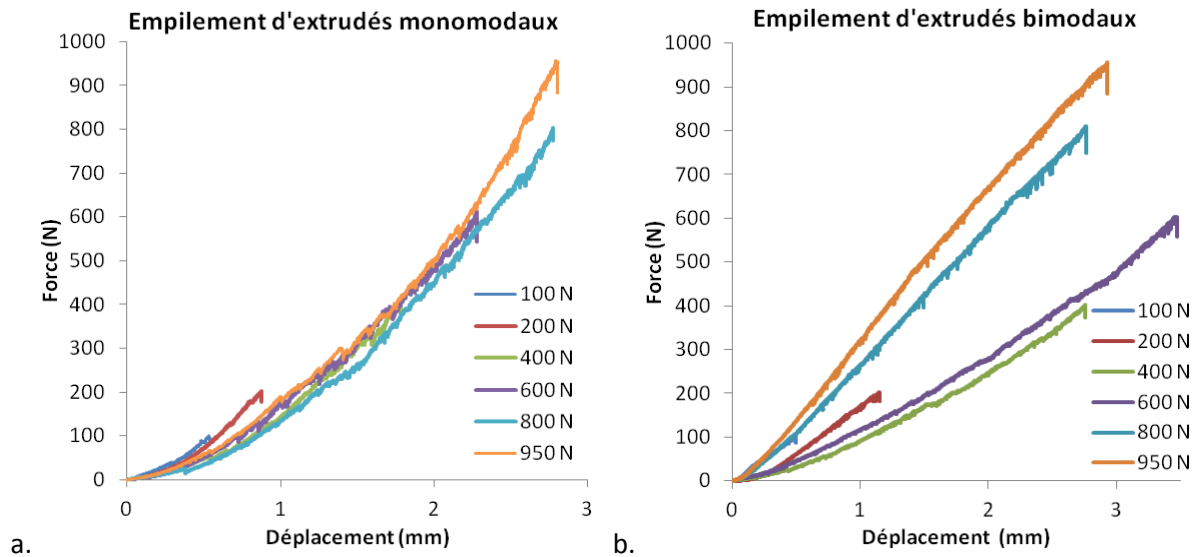 Empilement d'extrudés monomodaux
1000
900
800
700
600
500
400
300
200
100
0
Force (N)
0
1
2
3
Déplacement (mm)
100 N
200 N
400 N
600 N
800 N
950 N
a.
Empilement d'extrudés bimodaux
1000
900
800
700
600
500
400
300
200
100
0
Force (N)
0
1
2
3
Déplacement (mm)
100 N
200 N
400 N
600 N
800 N
950 N
b.